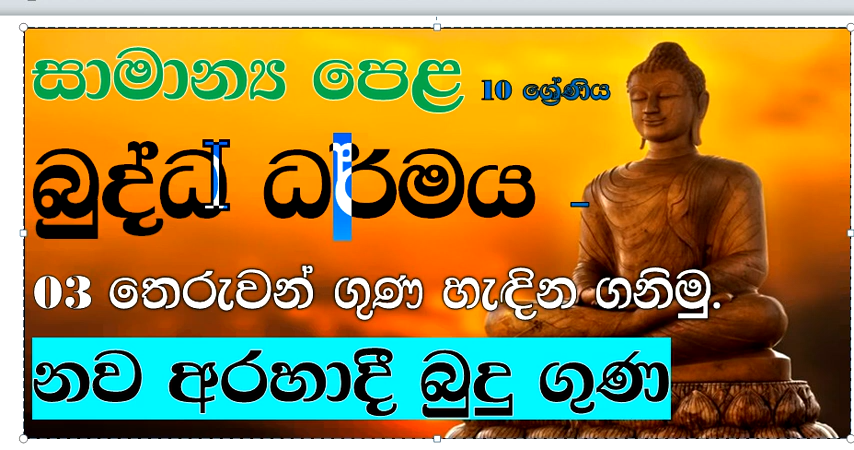 සාමාන්‍ය පෙළ 10 ශ්‍රේණිය
බුද්ධ ධර්මය -
03 තෙරුවන් ගුණ හැඳින ගනිමු.
නව අරහාදී බුදු ගුණ